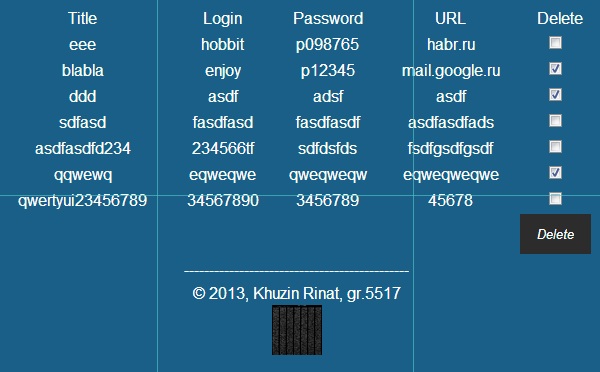 Title Login Password URL Delete
eee hobbit p098765 habr.ru
blabla enjoy p12345 mail.google.ru
ddd asdf adsf asdf
sdfasd fasdfasd fasdfasdf asdfasdfads
asdfasdfd234 234566tf sdfdsfds fsdfgsdfgsdf
qqwewq eqweqwe qweqweqw eqweqweqwe
qwertyui23456789 34567890 3456789 45678
Delete
---------------------------------------------
© 2013, Khuzin Rinat, gr.5517